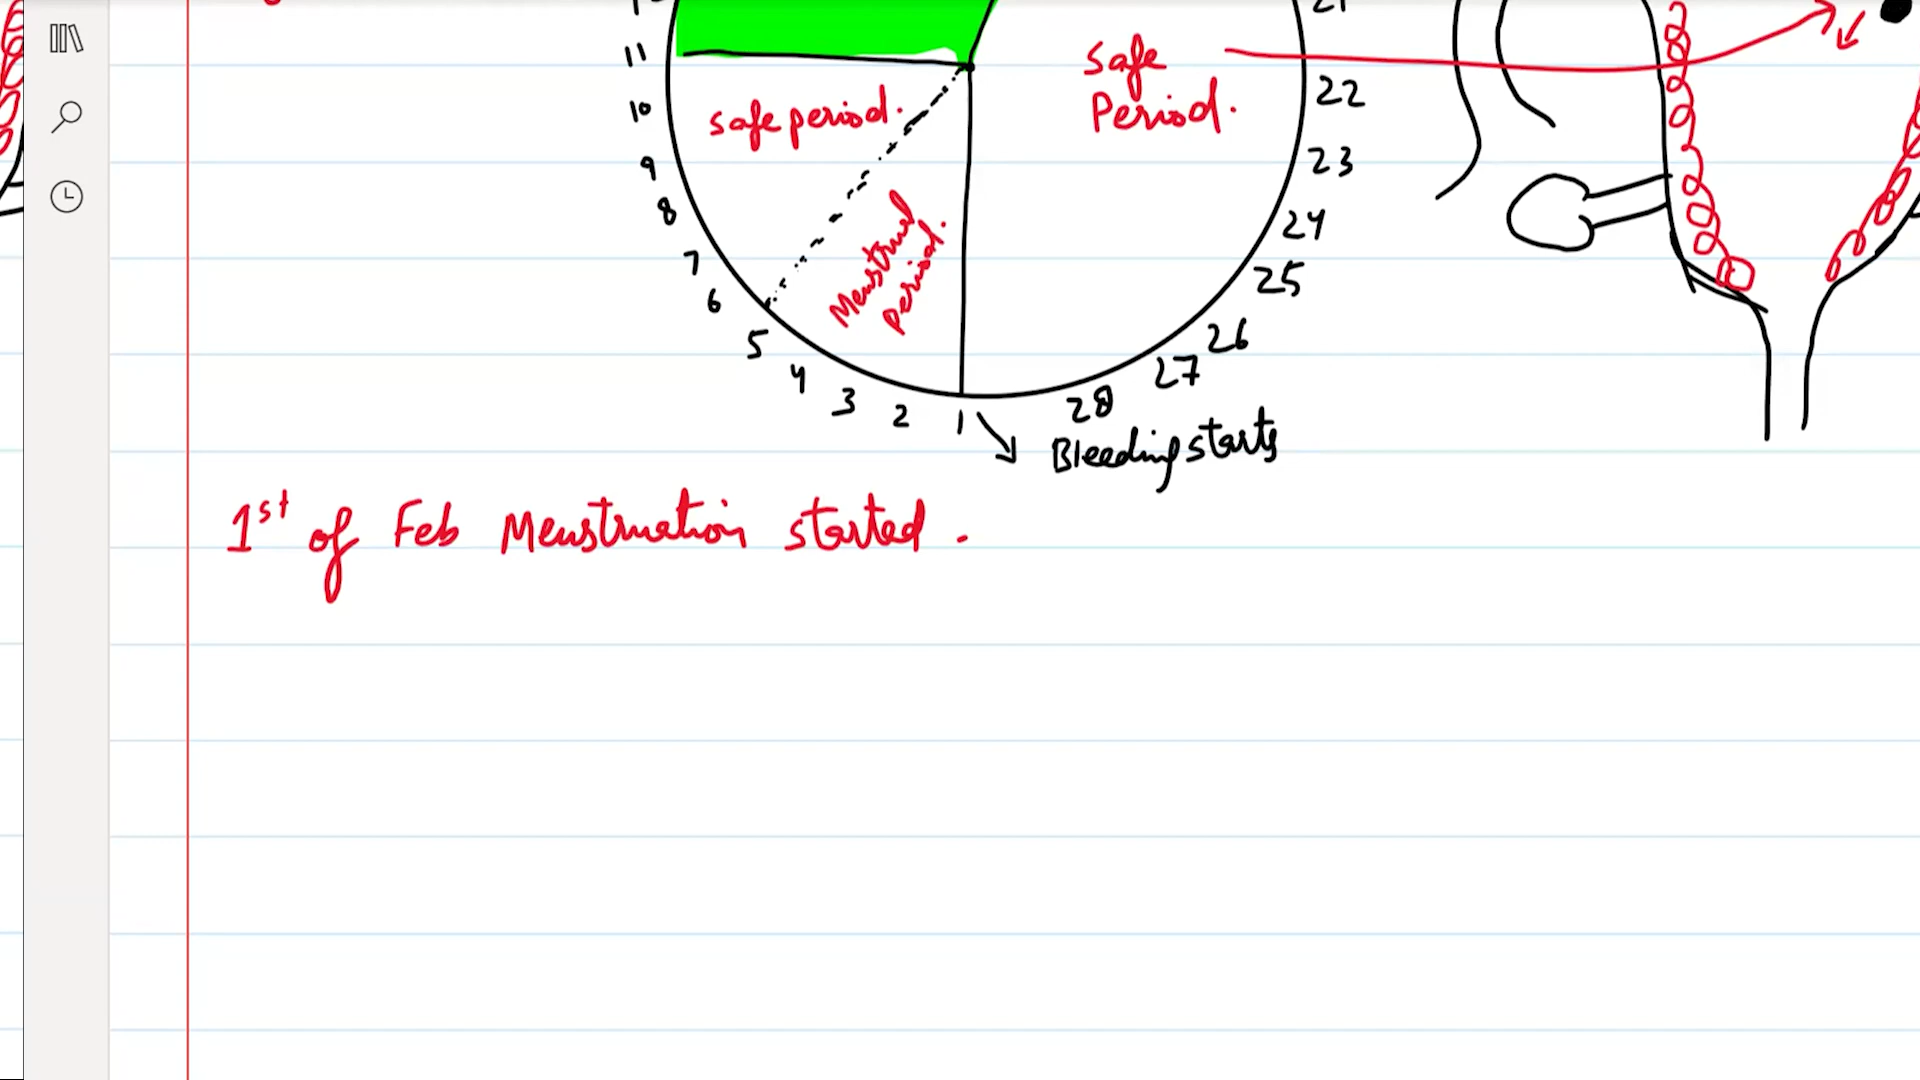 21
11
safe
Period.
10
safe period.
22
9
23
8
Menstrual
period.
24
7
25
6
5
26
4
27
3
28
2
1
Bleeding starts
1st of Feb Menstruation started.